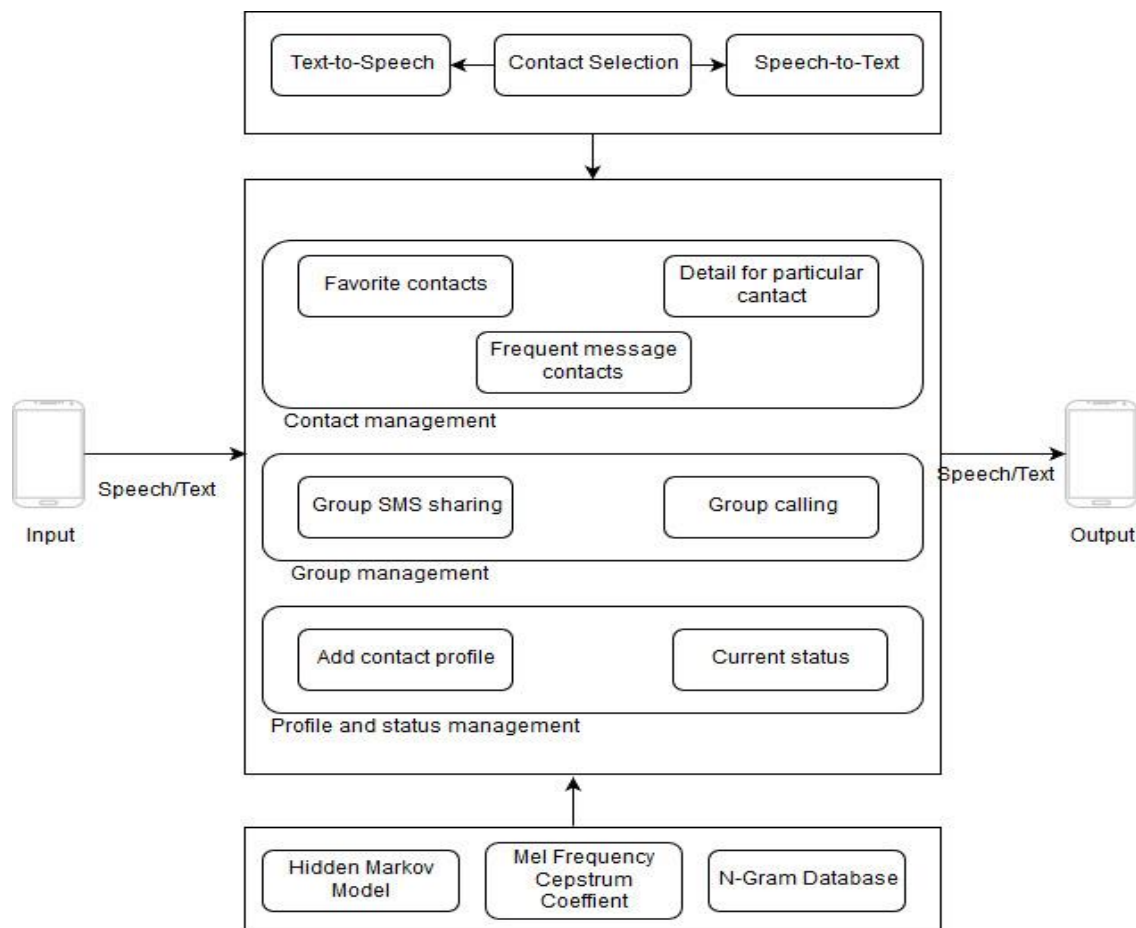 Text-to-Speech
Contact Selection
Speech-to-Text
Favorite contacts
Detail for particular
cantact
Frequent message
contacts
Contact management
Speech/Text
Input
Group SMS sharing
Group calling
Group management
Speech/Text
Output
Add contact profile
Current status
Profile and status management
Hidden Markov
Model
Mel Frequency
Cepstrum
Coeffient
N-Gram Database